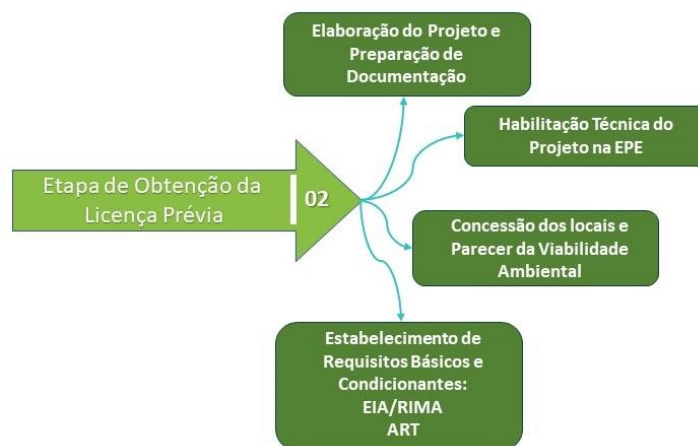 Elaboração do Projeto e
Preparação de
Documentação
Habilitação Técnica do
Projeto na EPE
Etapa de Obtenção da
Licença Prévia
02
Concessão dos locais e
Parecer da Viabilidade
Ambiental
Estabelecimento de
Requisitos Básicos e
Condicionantes:
EIA/RIMA
ART